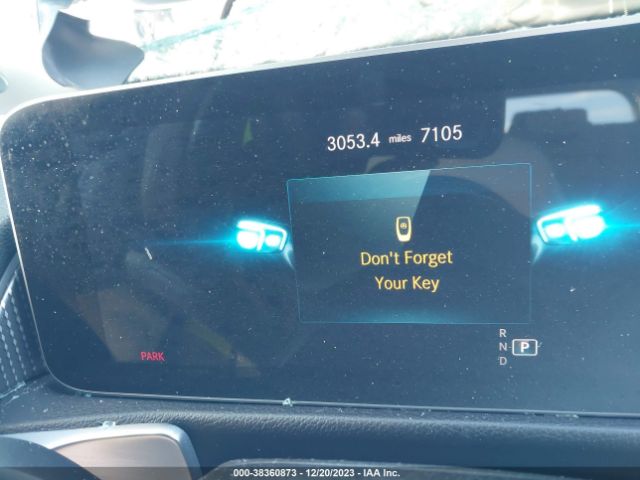 3053.4 miles 7105
Don't Forget
Your Key
R
N
P
D
PARK
000-38360873 - 12/20/2023 - IAA Inc.